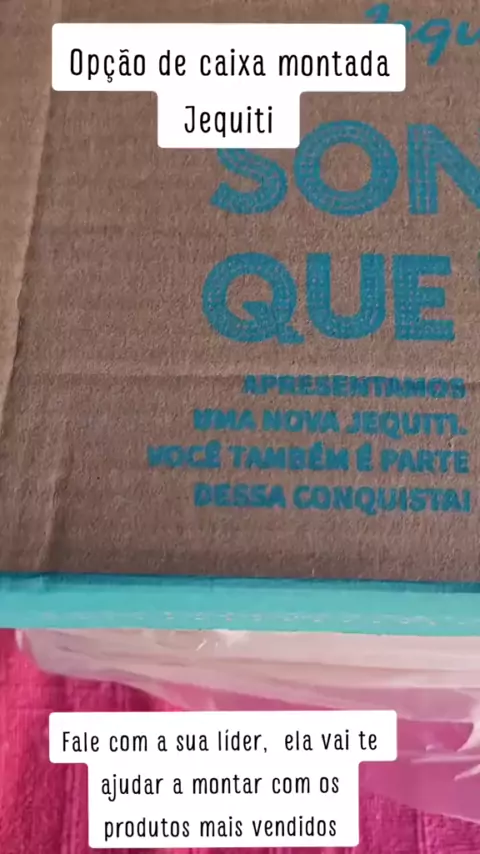 Opção de caixa montada
Jequiti
SON
QUE
APRESENTAMOS
UMA NOVA JEQUITI.
VOCÊ TAMBÉM É PARTE
DESSA CONQUISTA!
Fale com a sua líder, ela vai te
ajudar a montar com os
produtos mais vendidos